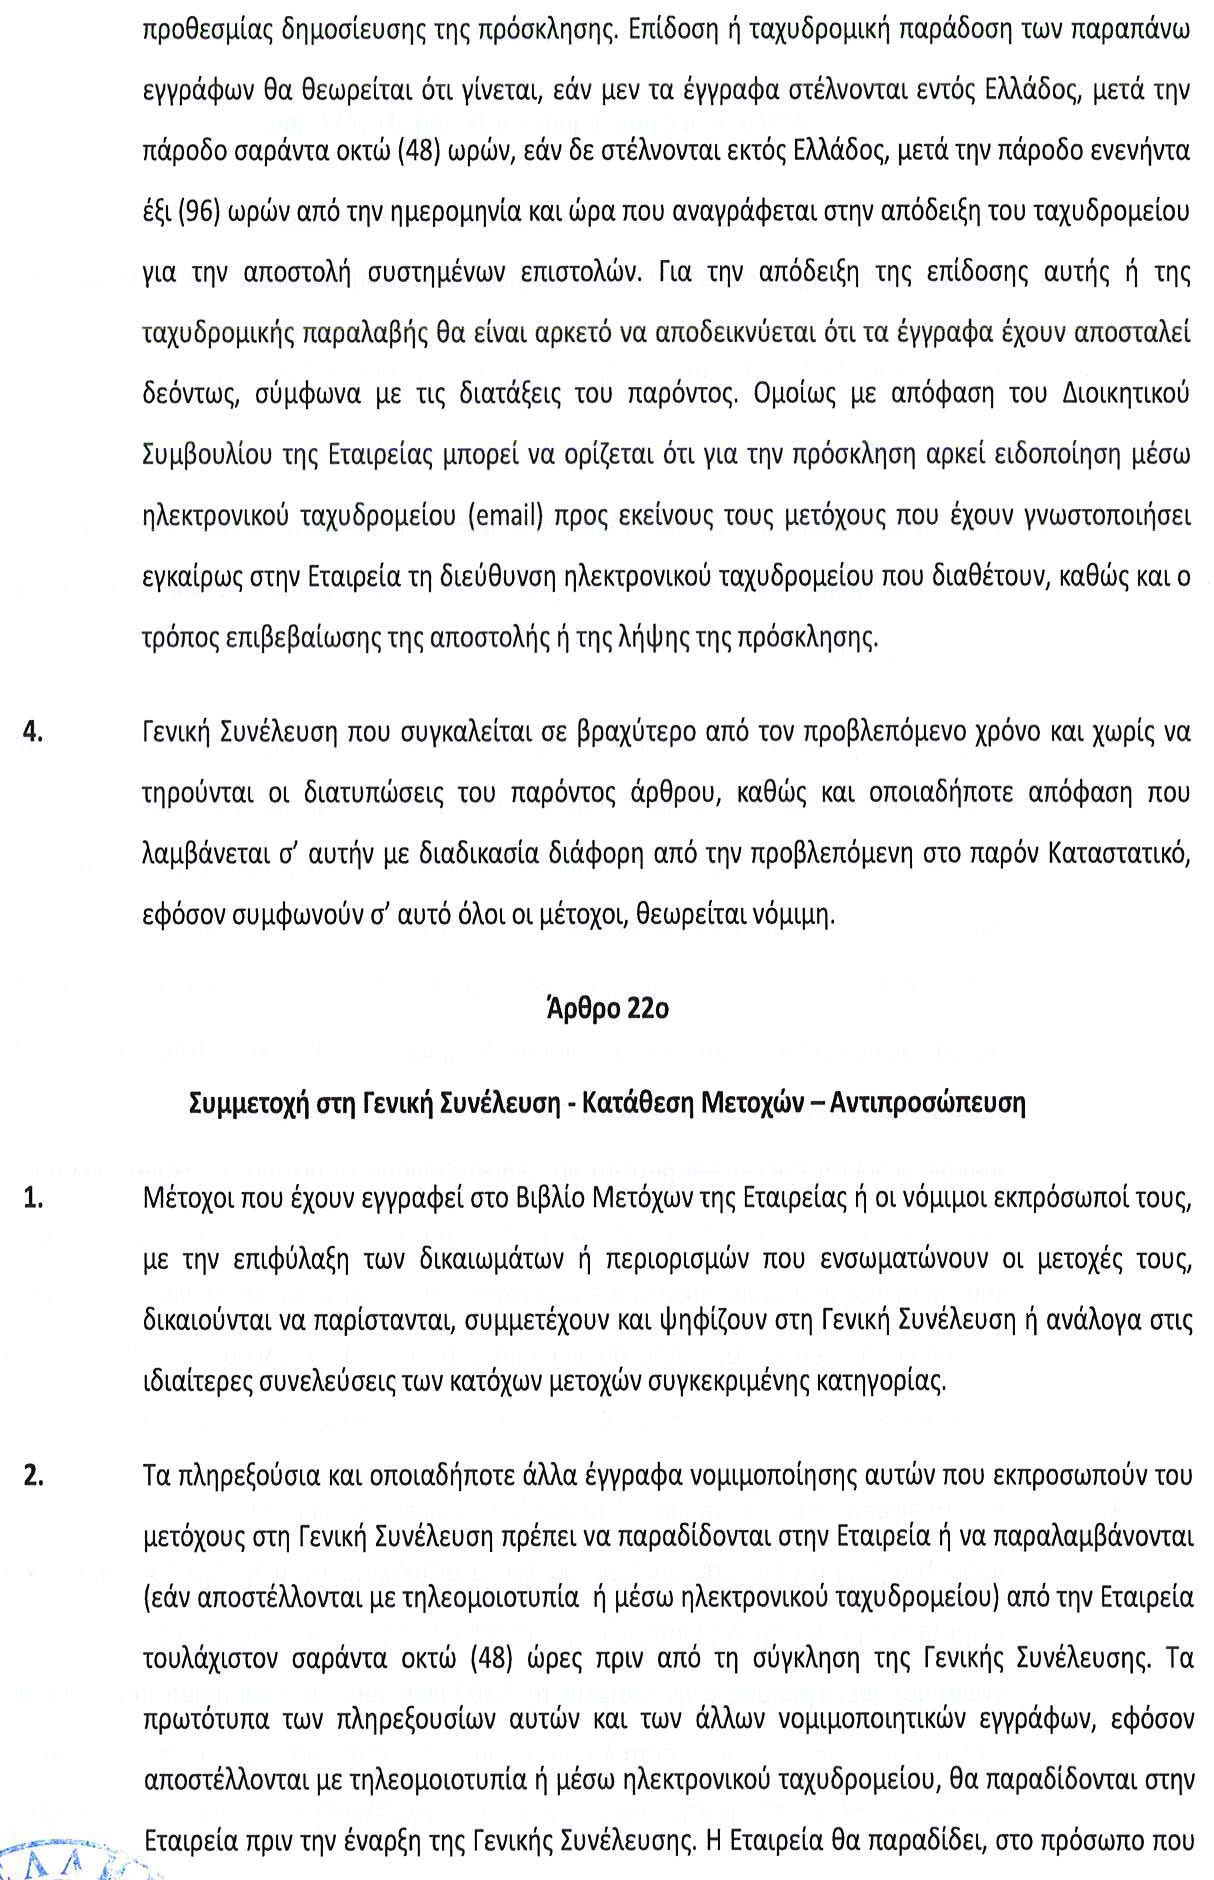 προθεσμίας δημοσίευσης της πρόσκλησης. Επίδοση ή ταχυδρομική παράδοση των παραπάνω
εγγράφων θα θεωρείται ότι γίνεται, εάν μεν τα έγγραφα στέλνονται εντός Ελλάδος, μετά την
πάροδο σαράντα οκτώ (48) ωρών, εάν δε στέλνονται εκτός Ελλάδος, μετά την πάροδο ενενήντα
έξι (96) ωρών από την ημερομηνία και ώρα που αναγράφεται στην απόδειξη του ταχυδρομείου
για την αποστολή συστημένων επιστολών. Για την απόδειξη της επίδοσης αυτής ή της
ταχυδρομικής παραλαβής θα είναι αρκετό να αποδεικνύεται ότι τα έγγραφα έχουν αποσταλεί
δεόντως, σύμφωνα με τις διατάξεις του παρόντος. Ομοίως με απόφαση του Διοικητικού
Συμβουλίου της Εταιρείας μπορεί να ορίζεται ότι για την πρόσκληση αρκεί ειδοποίηση μέσω
ηλεκτρονικού ταχυδρομείου (email) προς εκείνους τους μετόχους που έχουν γνωστοποιήσει
εγκαίρως στην Εταιρεία τη διεύθυνση ηλεκτρονικού ταχυδρομείου που διαθέτουν, καθώς και ο
τρόπος επιβεβαίωσης της αποστολής ή της λήψης της πρόσκλησης.
4. Γενική Συνέλευση που συγκαλείται σε βραχύτερο από τον προβλεπόμενο χρόνο και χωρίς να
τηρούνται οι διατυπώσεις του παρόντος άρθρου, καθώς και οποιαδήποτε απόφαση που
λαμβάνεται σ’ αυτήν με διαδικασία διάφορη από την προβλεπόμενη στο παρόν Καταστατικό,
εφόσον συμφωνούν σ’ αυτό όλοι οι μέτοχοι, θεωρείται νόμιμη.
Άρθρο 22ο
Συμμετοχή στη Γενική Συνέλευση - Κατάθεση Μετοχών – Αντιπροσώπευση
1. Μέτοχοι που έχουν εγγραφεί στο Βιβλίο Μετόχων της Εταιρείας ή οι νόμιμοι εκπρόσωποί τους,
με την επιφύλαξη των δικαιωμάτων ή περιορισμών που ενσωματώνουν οι μετοχές τους,
δικαιούνται να παρίστανται, συμμετέχουν και ψηφίζουν στη Γενική Συνέλευση ή ανάλογα στις
ιδιαίτερες συνελεύσεις των κατόχων μετοχών συγκεκριμένης κατηγορίας.
2. Τα πληρεξούσια και οποιαδήποτε άλλα έγγραφα νομιμοποίησης αυτών που εκπροσωπούν του
μετόχους στη Γενική Συνέλευση πρέπει να παραδίδονται στην Εταιρεία ή να παραλαμβάνονται
(εάν αποστέλλονται με τηλεομοιοτυπία ή μέσω ηλεκτρονικού ταχυδρομείου) από την Εταιρεία
τουλάχιστον σαράντα οκτώ (48) ώρες πριν από τη σύγκληση της Γενικής Συνέλευσης. Τα
πρωτότυπα των πληρεξουσίων αυτών και των άλλων νομιμοποιητικών εγγράφων, εφόσον
αποστέλλονται με τηλεομοιοτυπία ή μέσω ηλεκτρονικού ταχυδρομείου, θα παραδίδονται στην
Εταιρεία πριν την έναρξη της Γενικής Συνέλευσης. Η Εταιρεία θα παραδίδει, στο πρόσωπο που